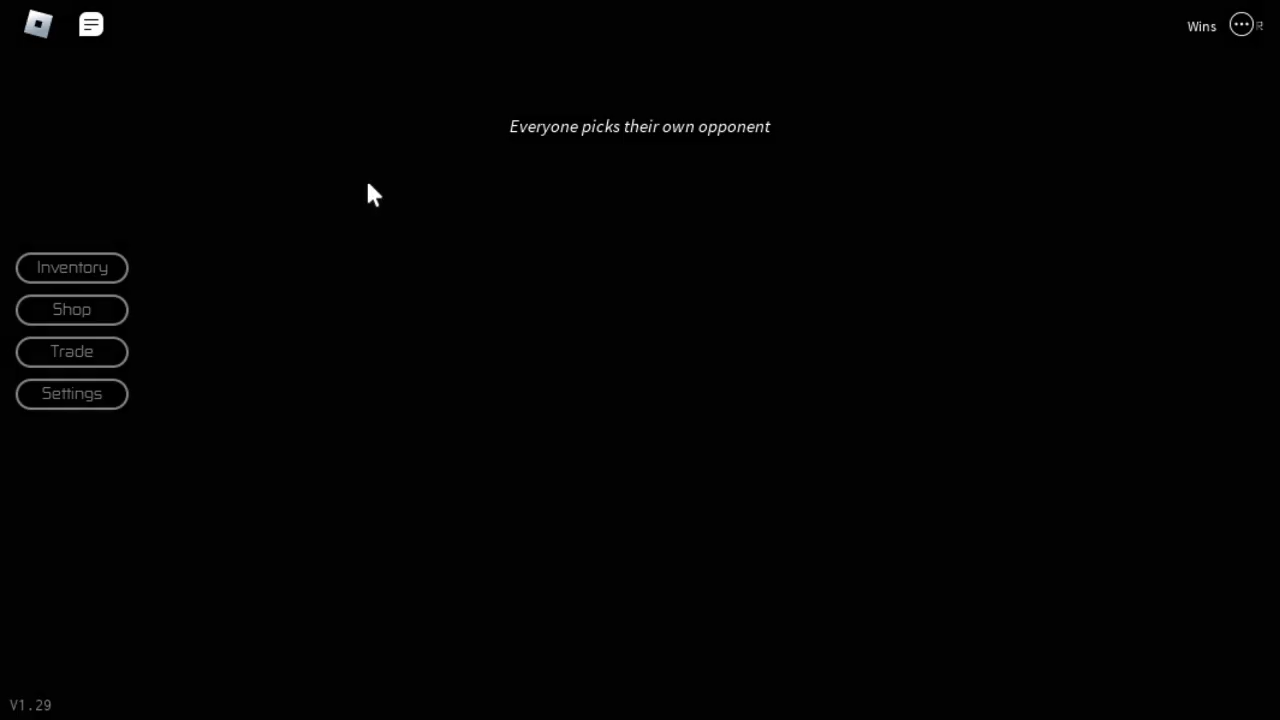 Wins
Everyone picks their own opponent
Inventory
Shop
Trade
Settings
V1.29